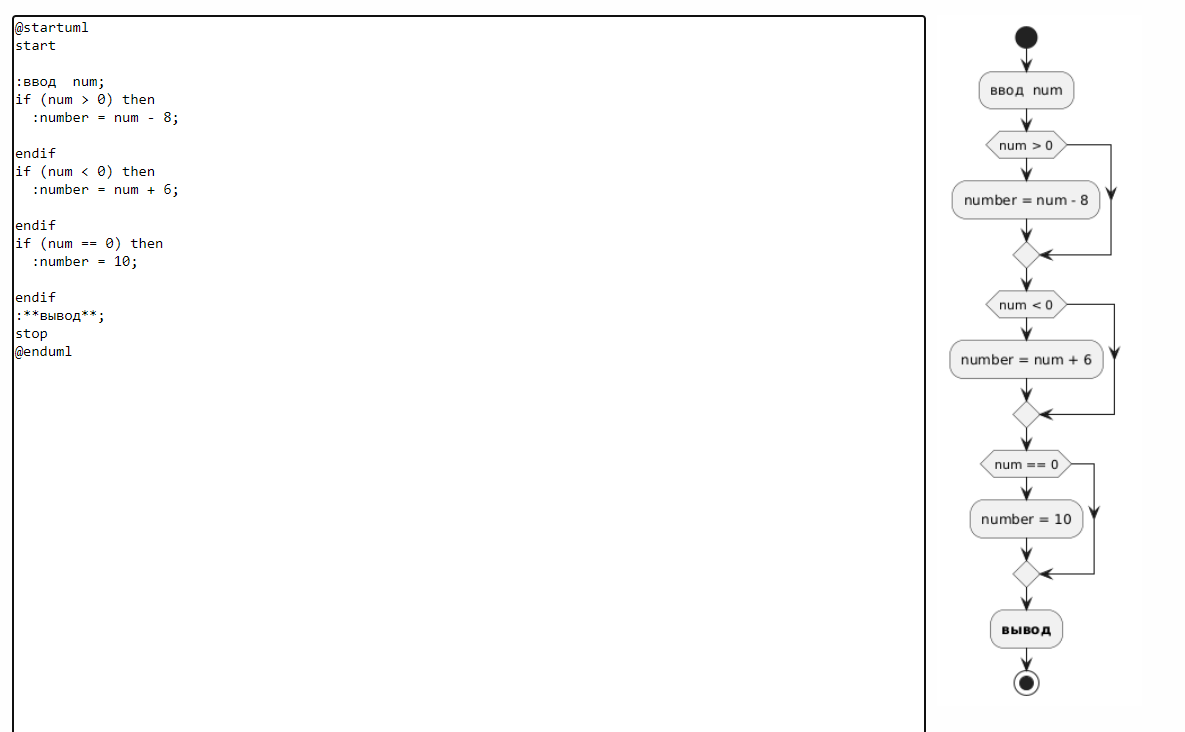 @startuml
start
:ввод  num;
if (num > 0) then
  :number = num - 8;
endif
if (num < 0) then
  :number = num + 6;
endif
if (num == 0) then
  :number = 10;
endif
:**вывод**;
stop
@enduml
ввод  num
num > 0
number = num - 8
num < 0
number = num + 6
num == 0
number = 10
вывод